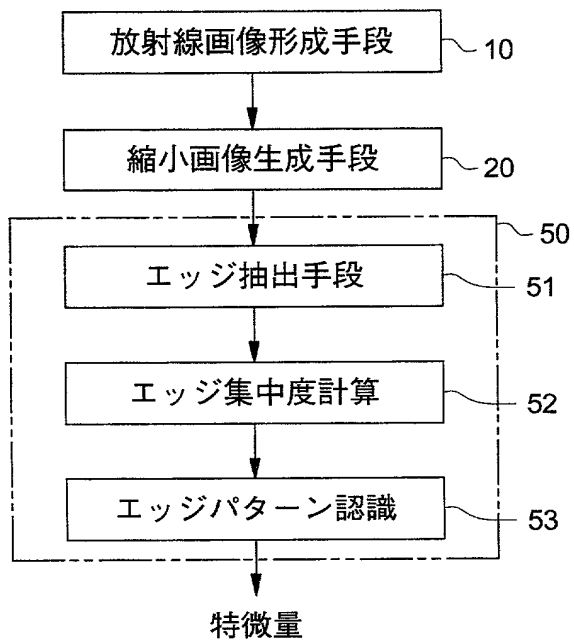 放射線画像形成手段
10
縮小画像生成手段
20
50
エッジ抽出手段
51
エッジ集中度計算
52
エッジパターン認識
53
特微量